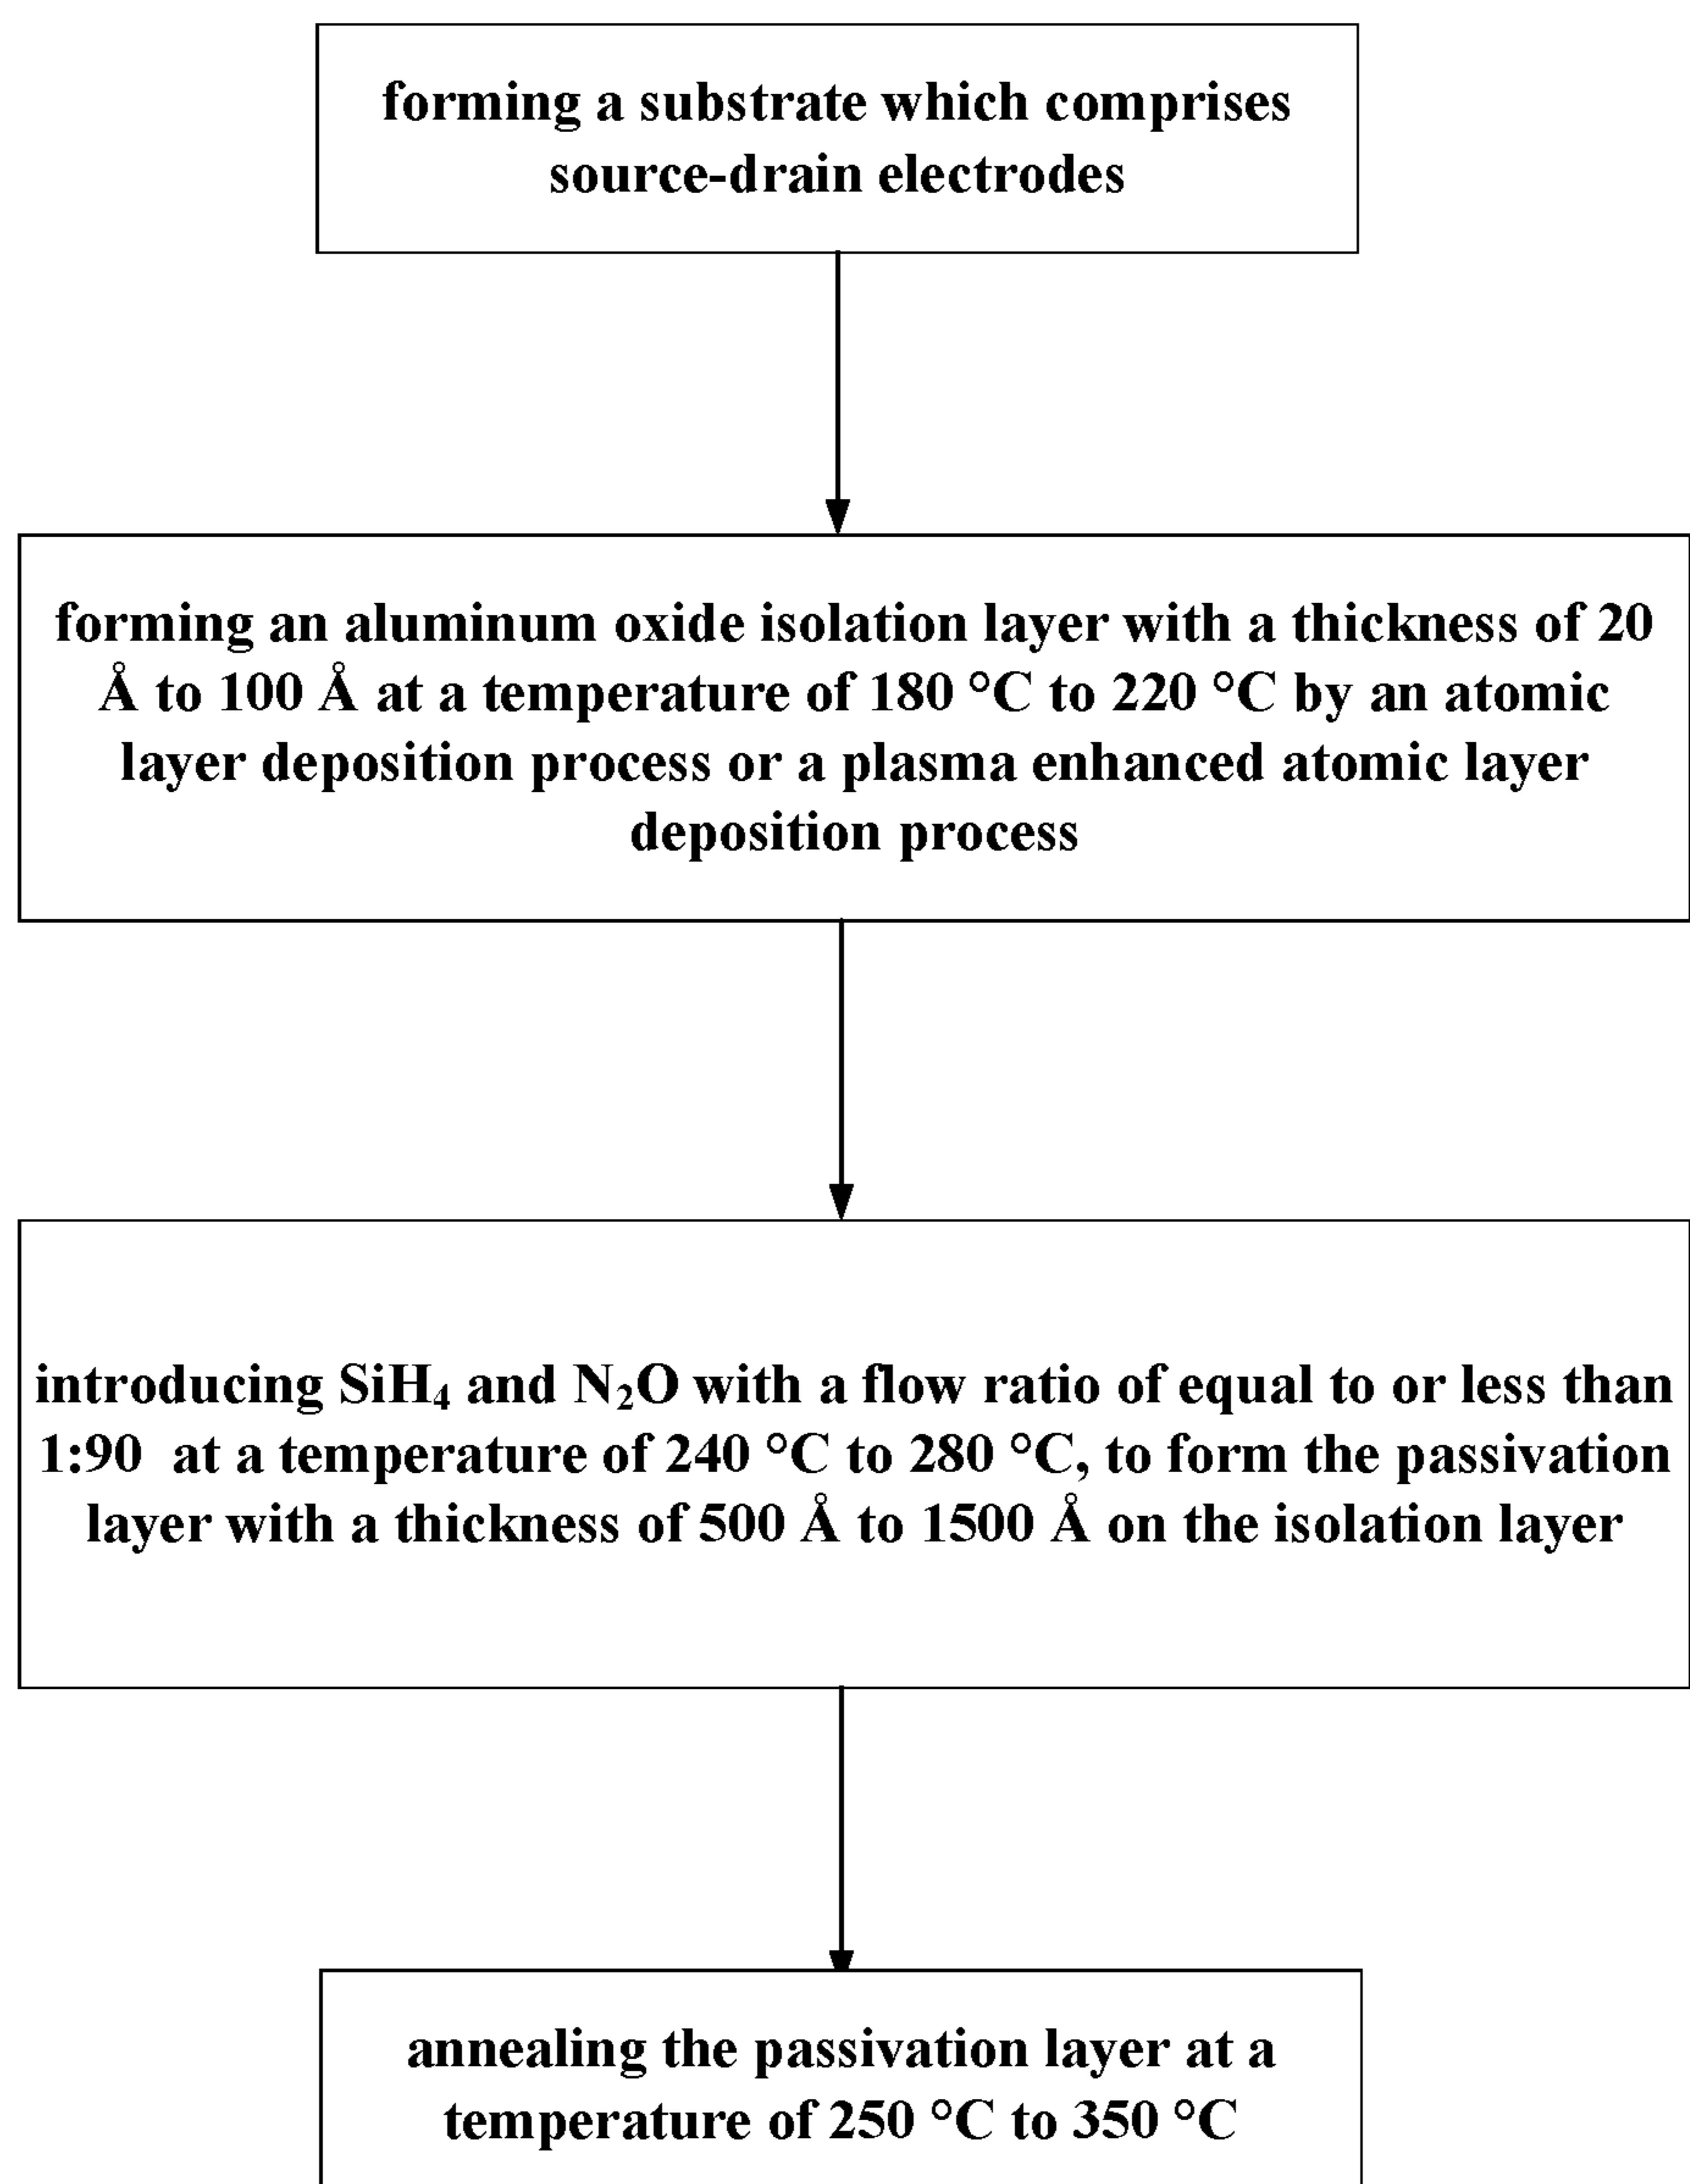 forming a substrate which comprises
source-drain electrodes
forming an aluminum oxide isolation layer with a thickness of 20
Å to 100 Å at a temperature of 180 °C to 220 °C by an atomic
layer deposition process or a plasma enhanced atomic layer
deposition process
introducing SiH₄ and N₂O with a flow ratio of equal to or less than
1:90 at a temperature of 240 °C to 280 °C, to form the passivation
layer with a thickness of 500 Å to 1500 Å on the isolation layer
annealing the passivation layer at a
temperature of 250 °C to 350 °C